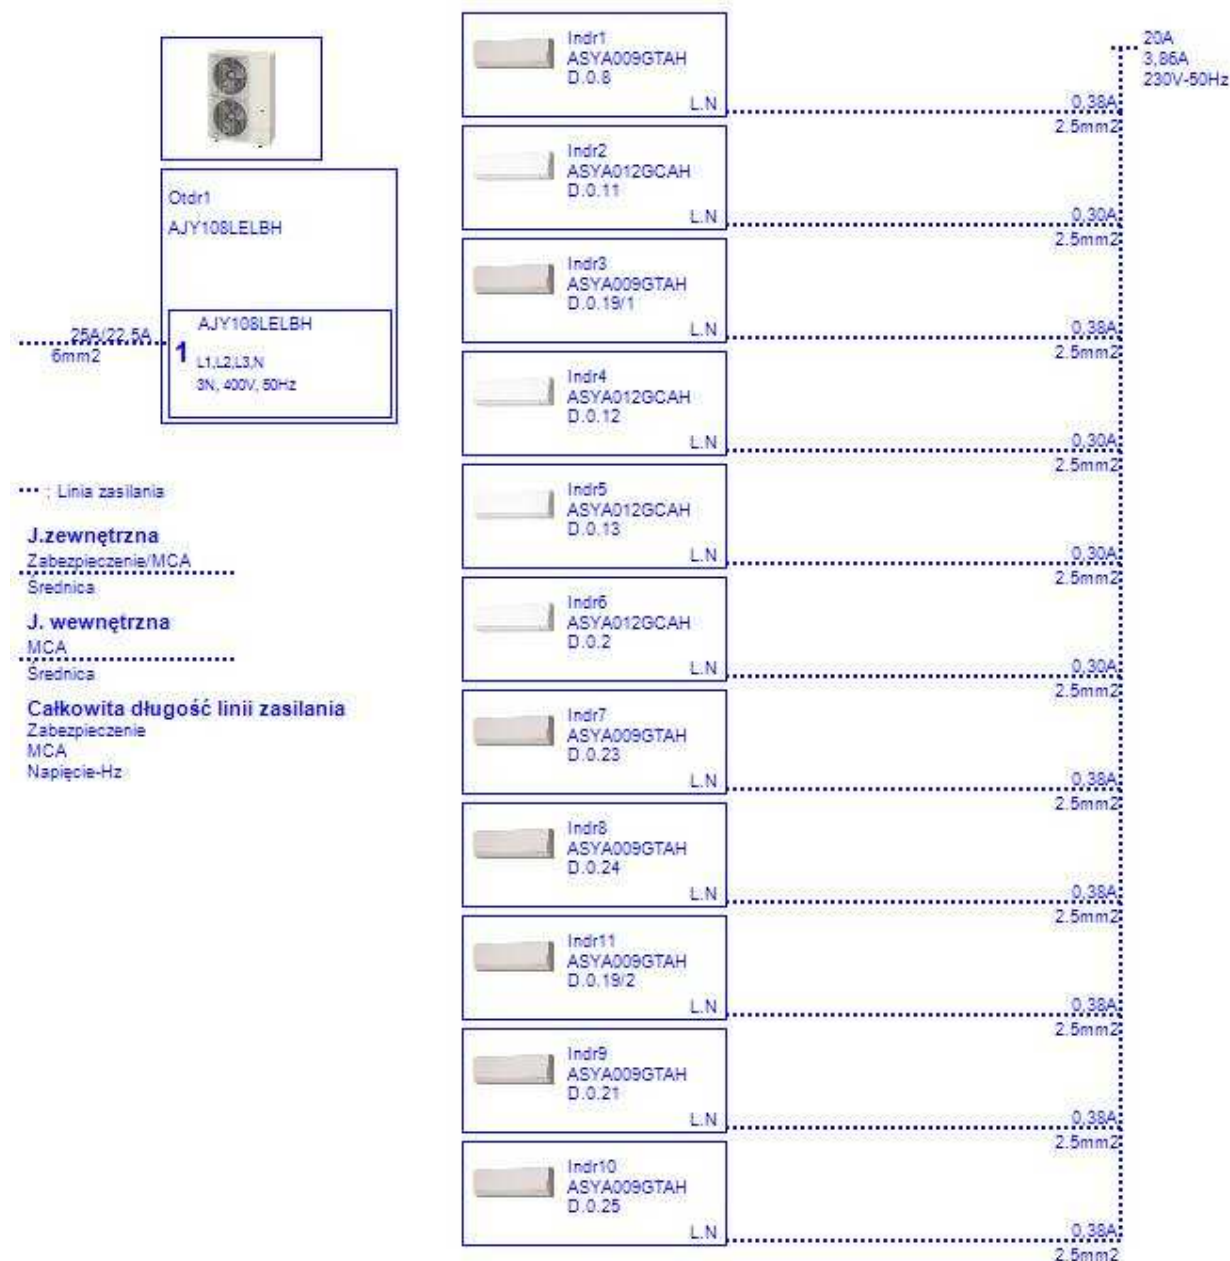 Otdr1
AJY108LELBH
25A/22.5A
6mm2
AJY108LELBH
1
L1,L2,L3,N
3N, 400V, 50Hz
: Linia zasilania
J.zewnętrzna
Zabezpieczenie/MCA
Średnica
J. wewnętrzna
MCA
Średnica
Całkowita długość linii zasilania
Zabezpieczenie
MCA
Napięcie-Hz
Indr1
ASYA009GTAH
D.0.8
L.N
0,38A
2.5mm2
Indr2
ASYA012GCAH
D.0.11
L.N
0,30A
2.5mm2
Indr3
ASYA009GTAH
D.0.19/1
L.N
0,38A
2.5mm2
Indr4
ASYA012GCAH
D.0.12
L.N
0,30A
2.5mm2
Indr5
ASYA012GCAH
D.0.13
L.N
0,30A
2.5mm2
Indr6
ASYA012GCAH
D.0.2
L.N
0,30A
2.5mm2
Indr7
ASYA009GTAH
D.0.23
L.N
0,38A
2.5mm2
Indr8
ASYA009GTAH
D.0.24
L.N
0,38A
2.5mm2
Indr11
ASYA009GTAH
D.0.19/2
L.N
0,38A
2.5mm2
Indr9
ASYA009GTAH
D.0.21
L.N
0,38A
2.5mm2
Indr10
ASYA009GTAH
D.0.25
L.N
0,38A
2.5mm2
20A
3,86A
230V-50Hz